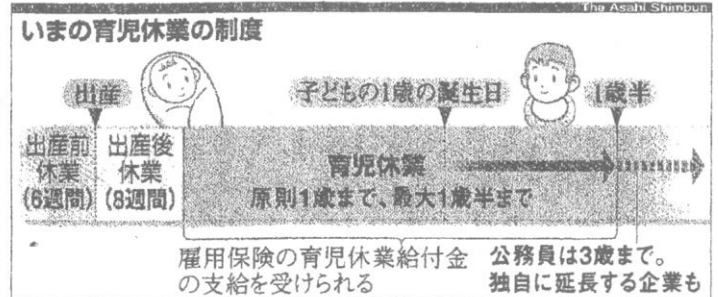 The Asahi Shimbun
いまの育児休業の制度
出産
子どもの1歳の誕生日
1歳半
出産前
休業
(6週間)
出産後
休業
(8週間)
育児休業
原則1歳まで、最大1歳半まで
雇用保険の育児休業給付金
の支給を受けられる
公務員は3歳まで。
独自に延長する企業も